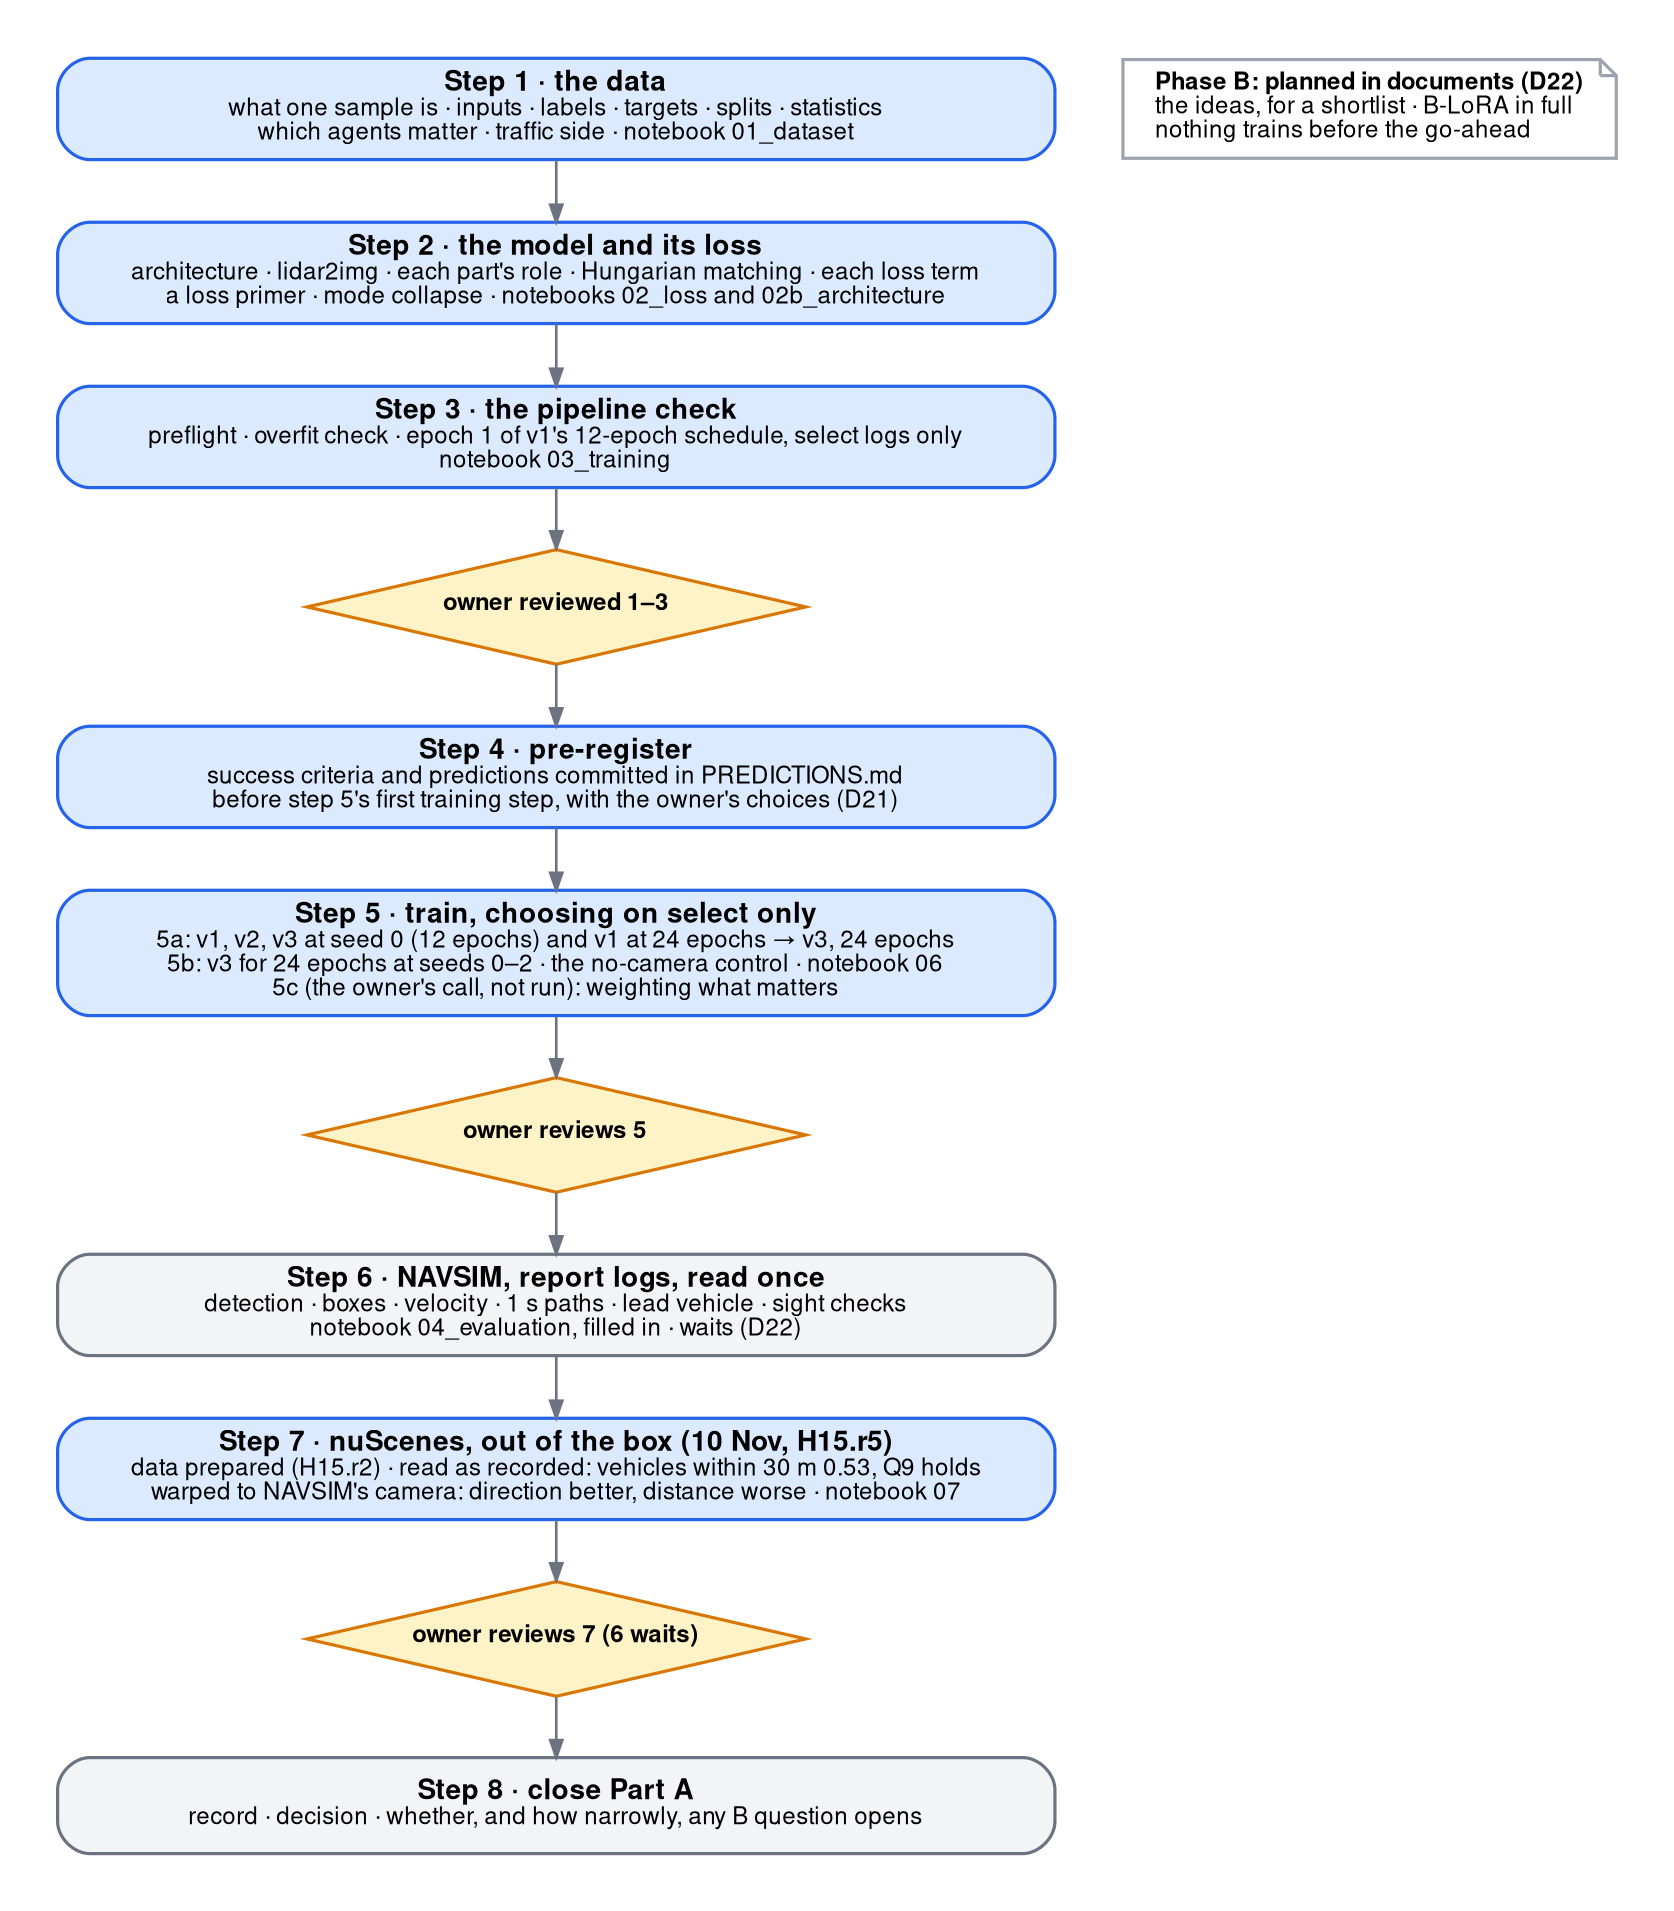 Step 1 · the data
what one sample is · inputs · labels · targets · splits · statistics
which agents matter · traffic side · notebook 01_dataset
Phase B: planned in documents (D22)
the ideas, for a shortlist · B-LoRA in full
nothing trains before the go-ahead
Step 2 · the model and its loss
architecture · lidar2img · each part's role · Hungarian matching · each loss term
a loss primer · mode collapse · notebooks 02_loss and 02b_architecture
Step 3 · the pipeline check
preflight · overfit check · epoch 1 of v1's 12-epoch schedule, select logs only
notebook 03_training
owner reviewed 1–3
Step 4 · pre-register
success criteria and predictions committed in PREDICTIONS.md
before step 5's first training step, with the owner's choices (D21)
Step 5 · train, choosing on select only
5a: v1, v2, v3 at seed 0 (12 epochs) and v1 at 24 epochs → v3, 24 epochs
5b: v3 for 24 epochs at seeds 0–2 · the no-camera control · notebook 06
5c (the owner's call, not run): weighting what matters
owner reviews 5
Step 6 · NAVSIM, report logs, read once
detection · boxes · velocity · 1 s paths · lead vehicle · sight checks
notebook 04_evaluation, filled in · waits (D22)
Step 7 · nuScenes, out of the box (10 Nov, H15.r5)
data prepared (H15.r2) · read as recorded: vehicles within 30 m 0.53, Q9 holds
warped to NAVSIM's camera: direction better, distance worse · notebook 07
owner reviews 7 (6 waits)
Step 8 · close Part A
record · decision · whether, and how narrowly, any B question opens